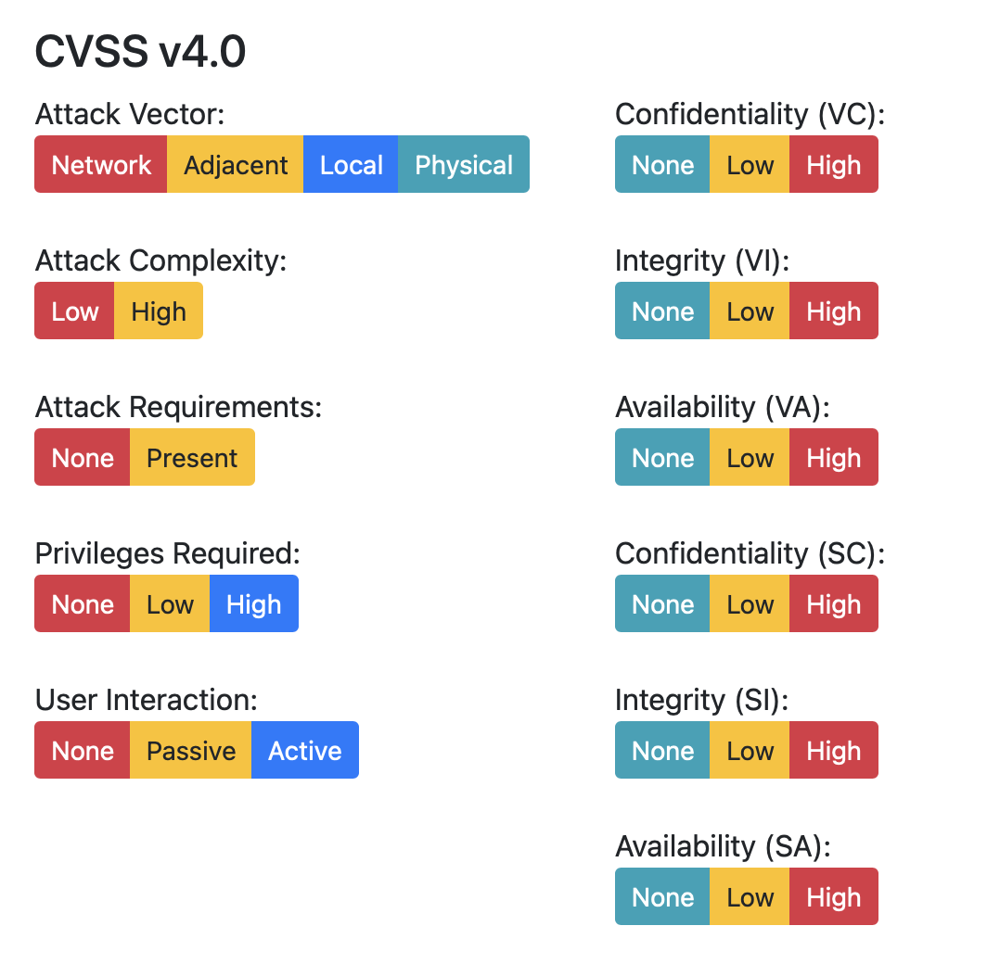 CVSS v4.0
Attack Vector:
Network Adjacent Local Physical
Attack Complexity:
Low High
Attack Requirements:
None Present
Privileges Required:
None Low High
User Interaction:
None Passive Active
Confidentiality (VC):
None Low High
Integrity (VI):
None Low High
Availability (VA):
None Low High
Confidentiality (SC):
None Low High
Integrity (SI):
None Low High
Availability (SA):
None Low High